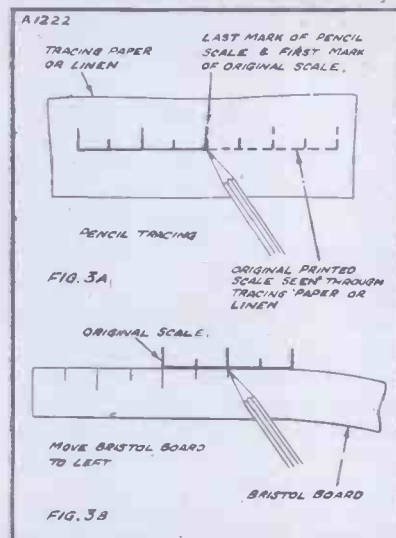 A1222
TRACING PAPER
OR LINEN
LAST MARK OF PENCIL
SCALE & FIRST MARK
OF ORIGINAL SCALE.
PENCIL TRACING
FIG. 3A
ORIGINAL PRINTED
SCALE SEEN THROUGH
TRACING PAPER OR
LINEN
ORIGINAL SCALE.
MOVE BRISTOL BOARD
TO LEFT
BRISTOL BOARD
FIG. 3B